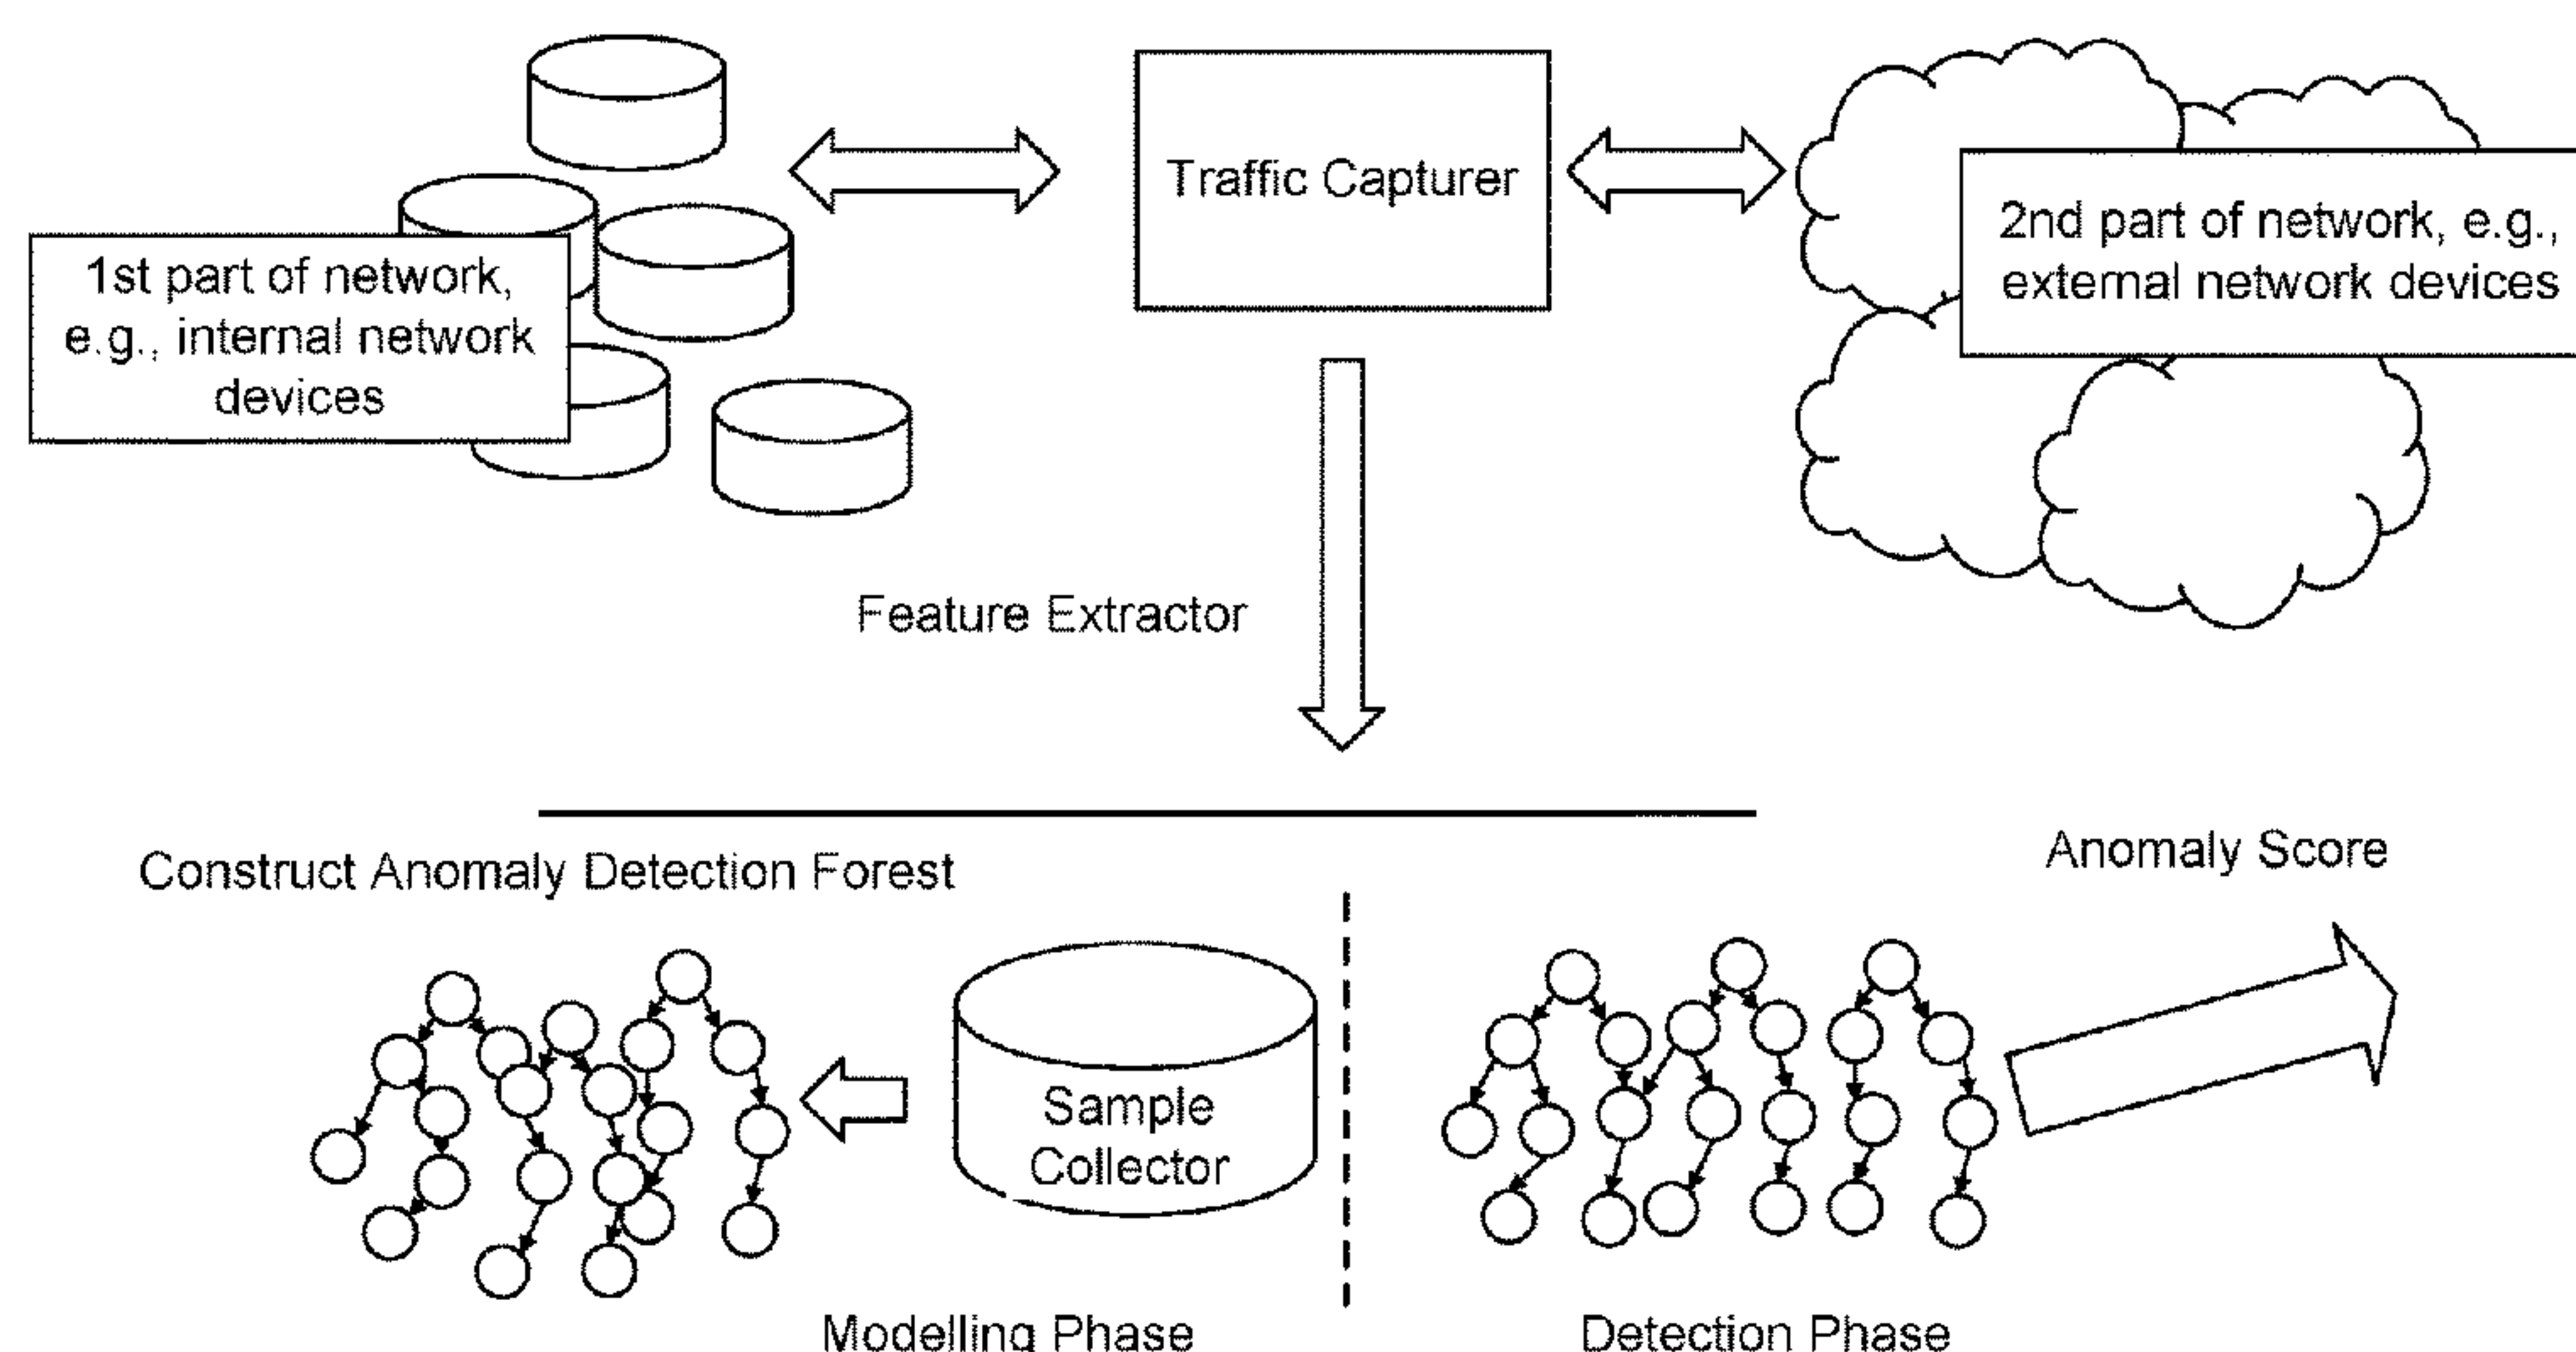 Traffic Capturer
1st part of network,
e.g., internal network
devices
2nd part of network, e.g.,
external network devices
Feature Extractor
Construct Anomaly Detection Forest
Anomaly Score
Sample
Collector
Modelling Phase
Detection Phase